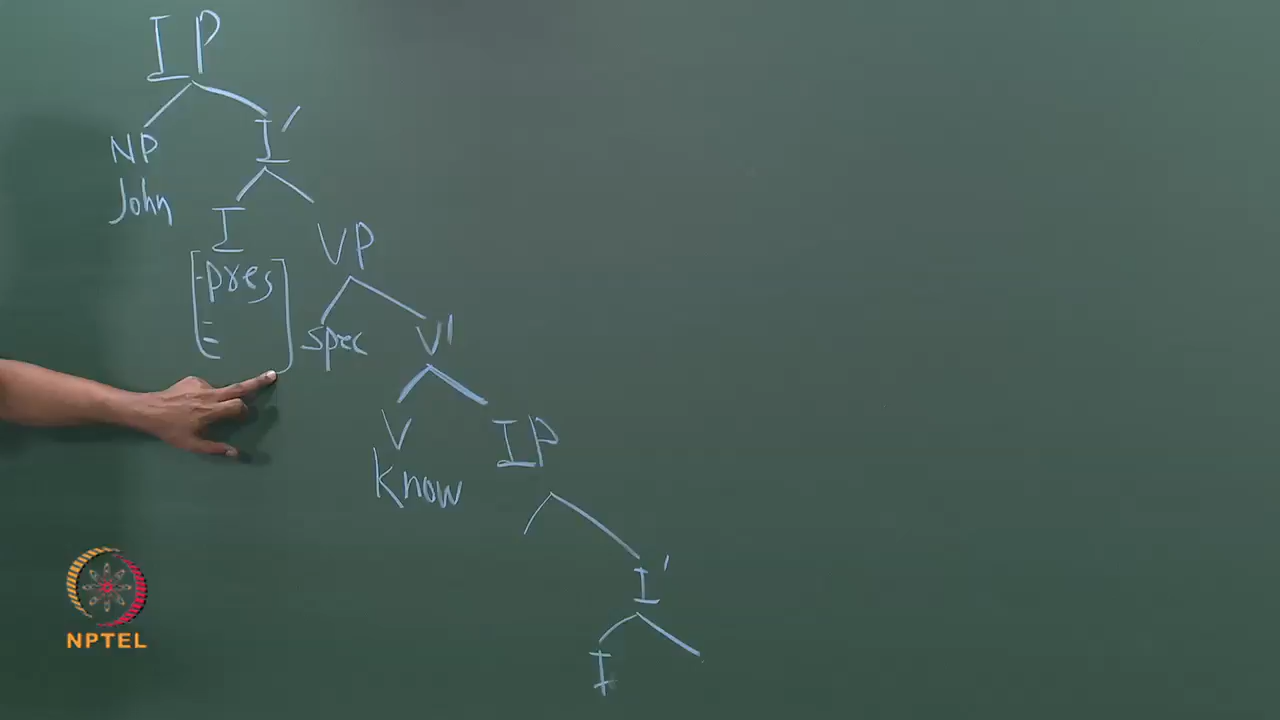 IP
NP I'
John
I VP
[-pres
=]
spec V'
V IP
Know
I'
I
NPTEL